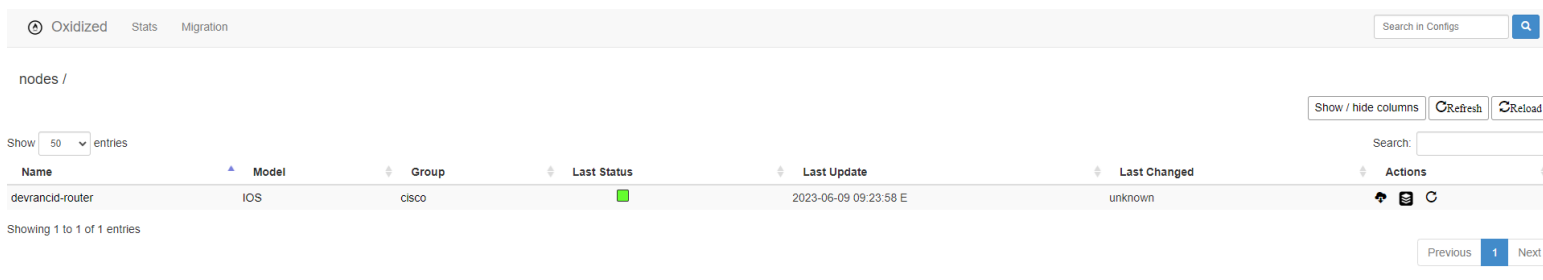 Oxidized Stats Migration Search in Configs
nodes /
Show / hide columns Refresh Reload
Show 50 entries Search:
Name Model Group Last Status Last Update Last Changed Actions
devrancid-router IOS cisco 2023-06-09 09:23:58 E unknown
Showing 1 to 1 of 1 entries
Previous 1 Next